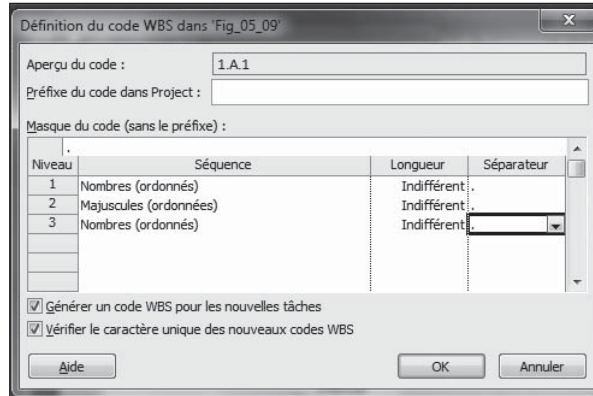 Définition du code WBS dans 'Fig_05_09'
x
Aperçu du code : 1.A.1
Préfixe du code dans Project :
Masque du code (sans le préfixe) :
.
Niveau Séquence Longueur Séparateur
1 Nombres (ordonnés) Indifférent .
2 Majuscules (ordonnées) Indifférent .
3 Nombres (ordonnés) Indifférent .
Générer un code WBS pour les nouvelles tâches
Vérifier le caractère unique des nouveaux codes WBS
Aide OK Annuler